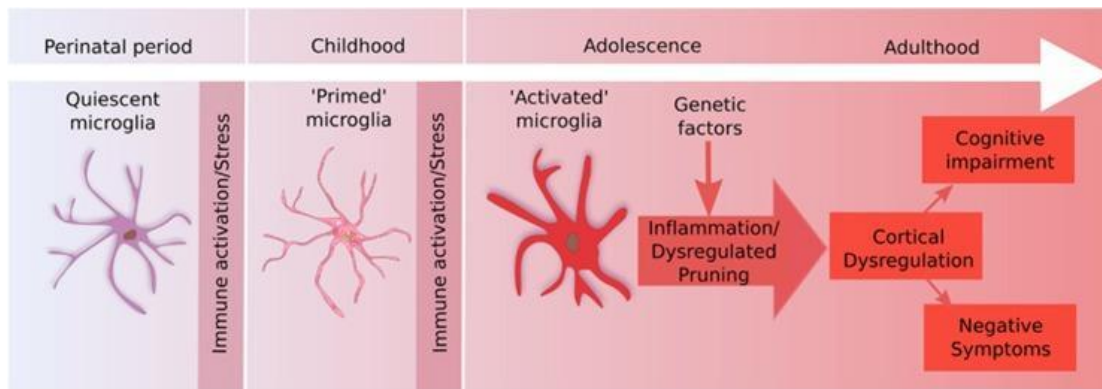 Perinatal period
Childhood
Adolescence
Adulthood
Quiescent
microglia
Immune activation/Stress
'Primed'
microglia
Immune activation/Stress
'Activated'
microglia
Genetic
factors
Inflammation/
Dysregulated
Pruning
Cortical
Dysregulation
Cognitive
impairment
Negative
Symptoms